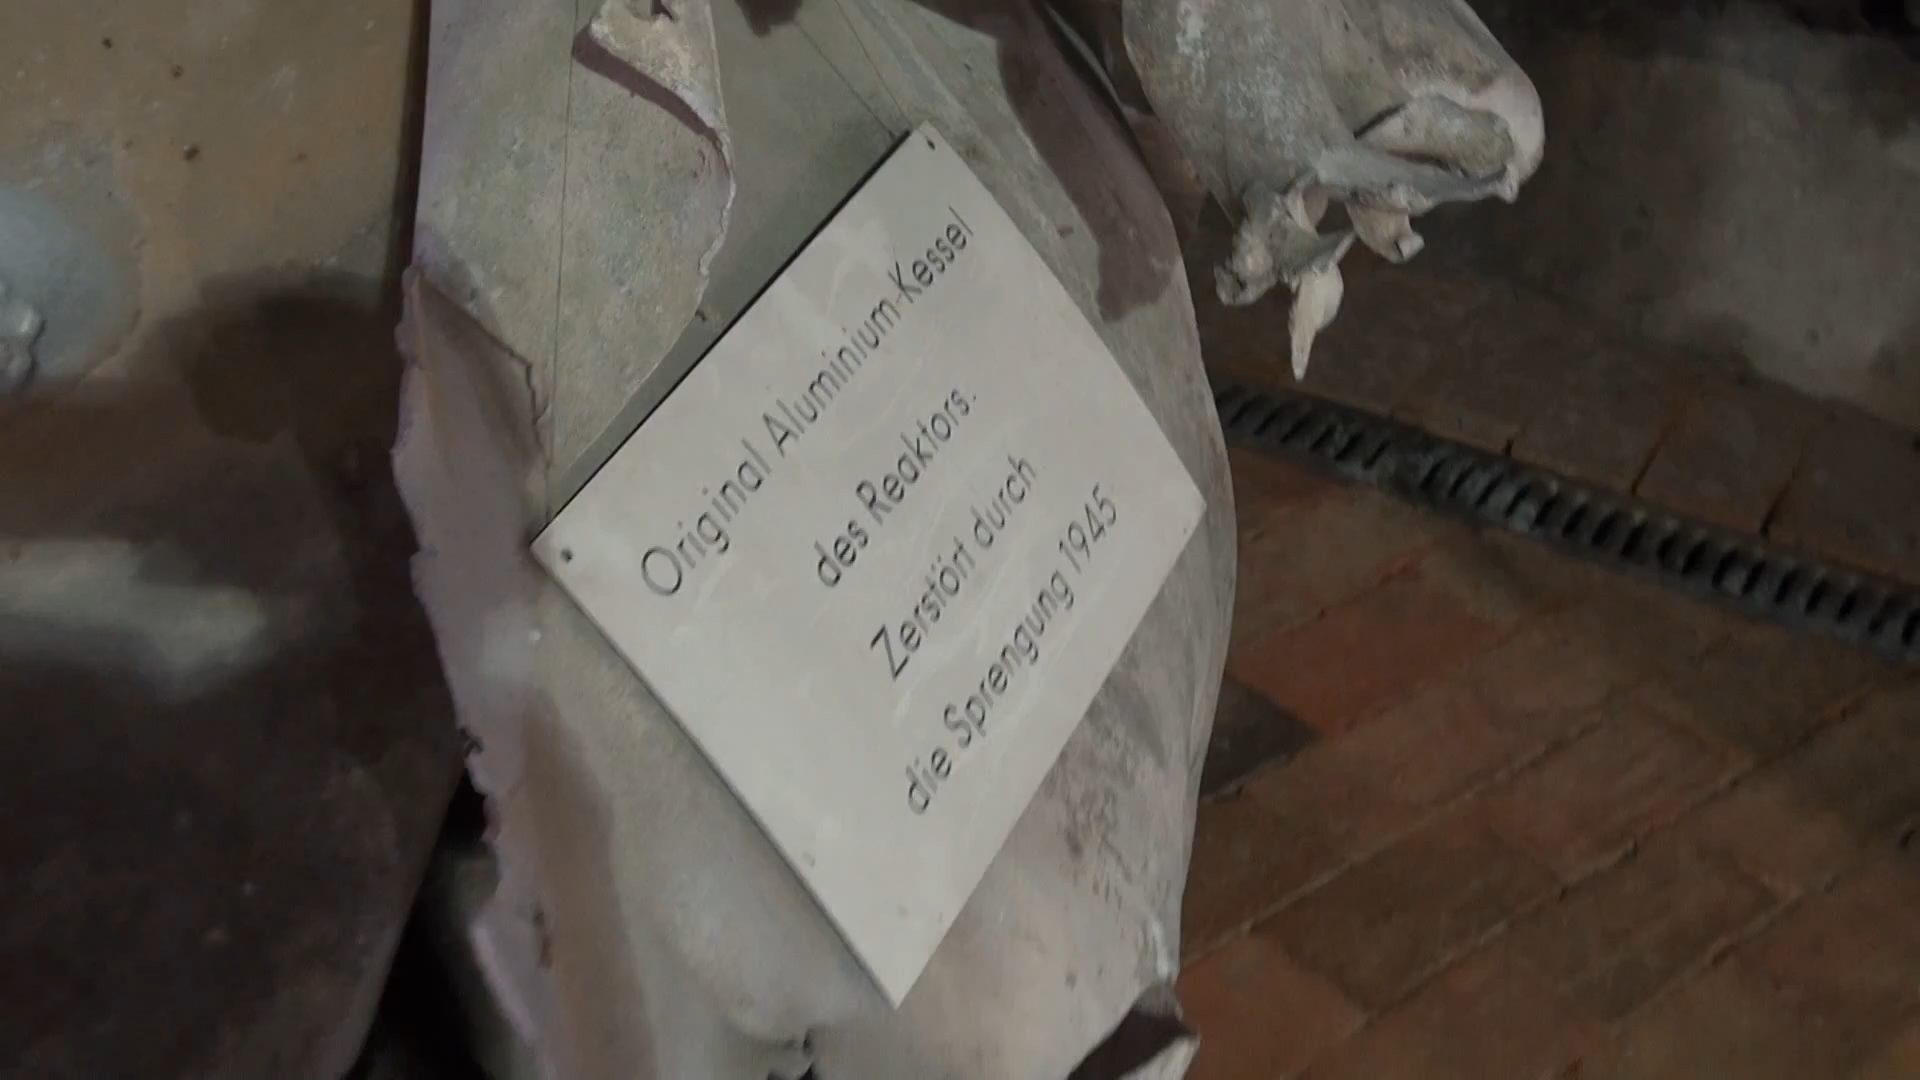 Original Aluminium-Kessel
des Reaktors.
Zerstört durch
die Sprengung 1945